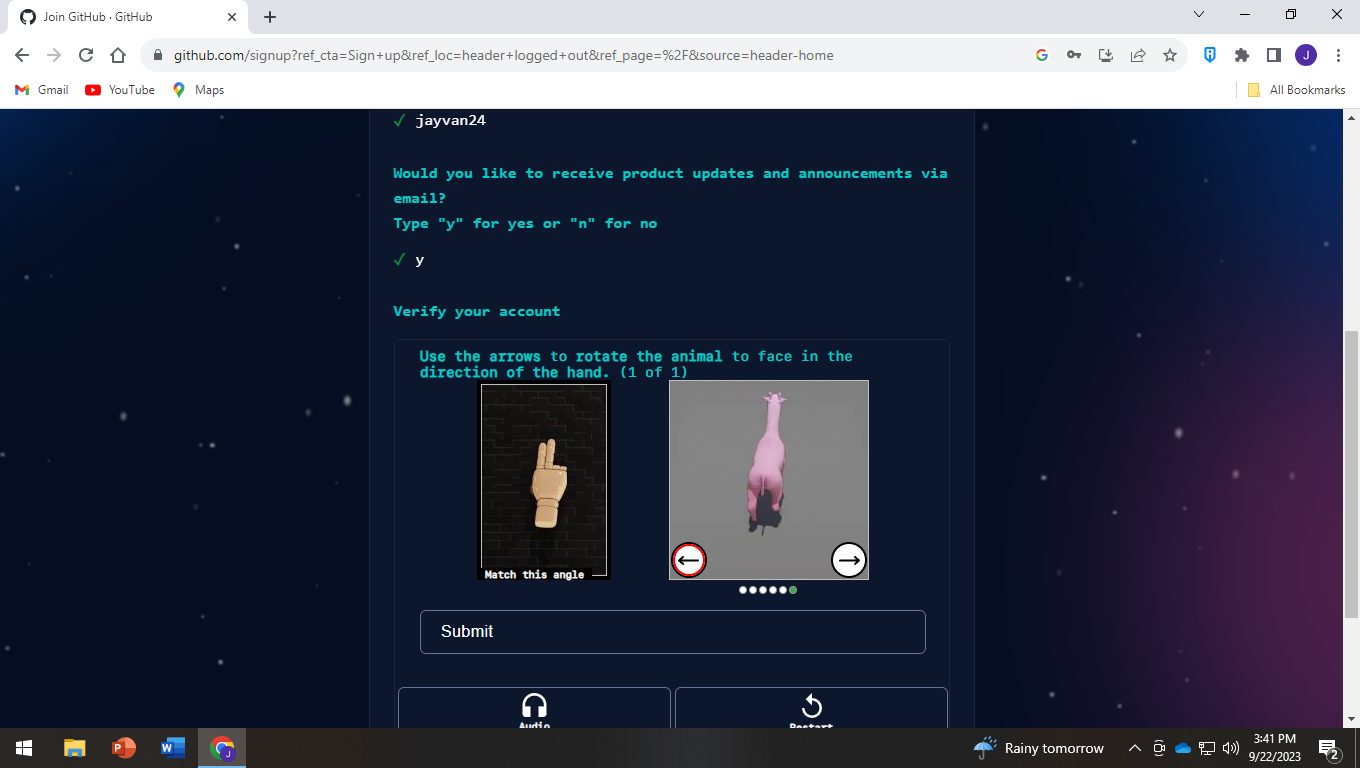 Join GitHub · GitHub
github.com/signup?ref_cta=Sign+up&ref_loc=header+logged+out&ref_page=%2F&source=header-home
J
Gmail
YouTube
Maps
All Bookmarks
jayvan24
Would you like to receive product updates and announcements via
email?
Type "y" for yes or "n" for no
y
Verify your account
Use the arrows to rotate the animal to face in the
direction of the hand. (1 of 1)
Match this angle
Submit
Audio
Restart
P
W
J
Rainy tomorrow
3:41 PM
9/22/2023
2